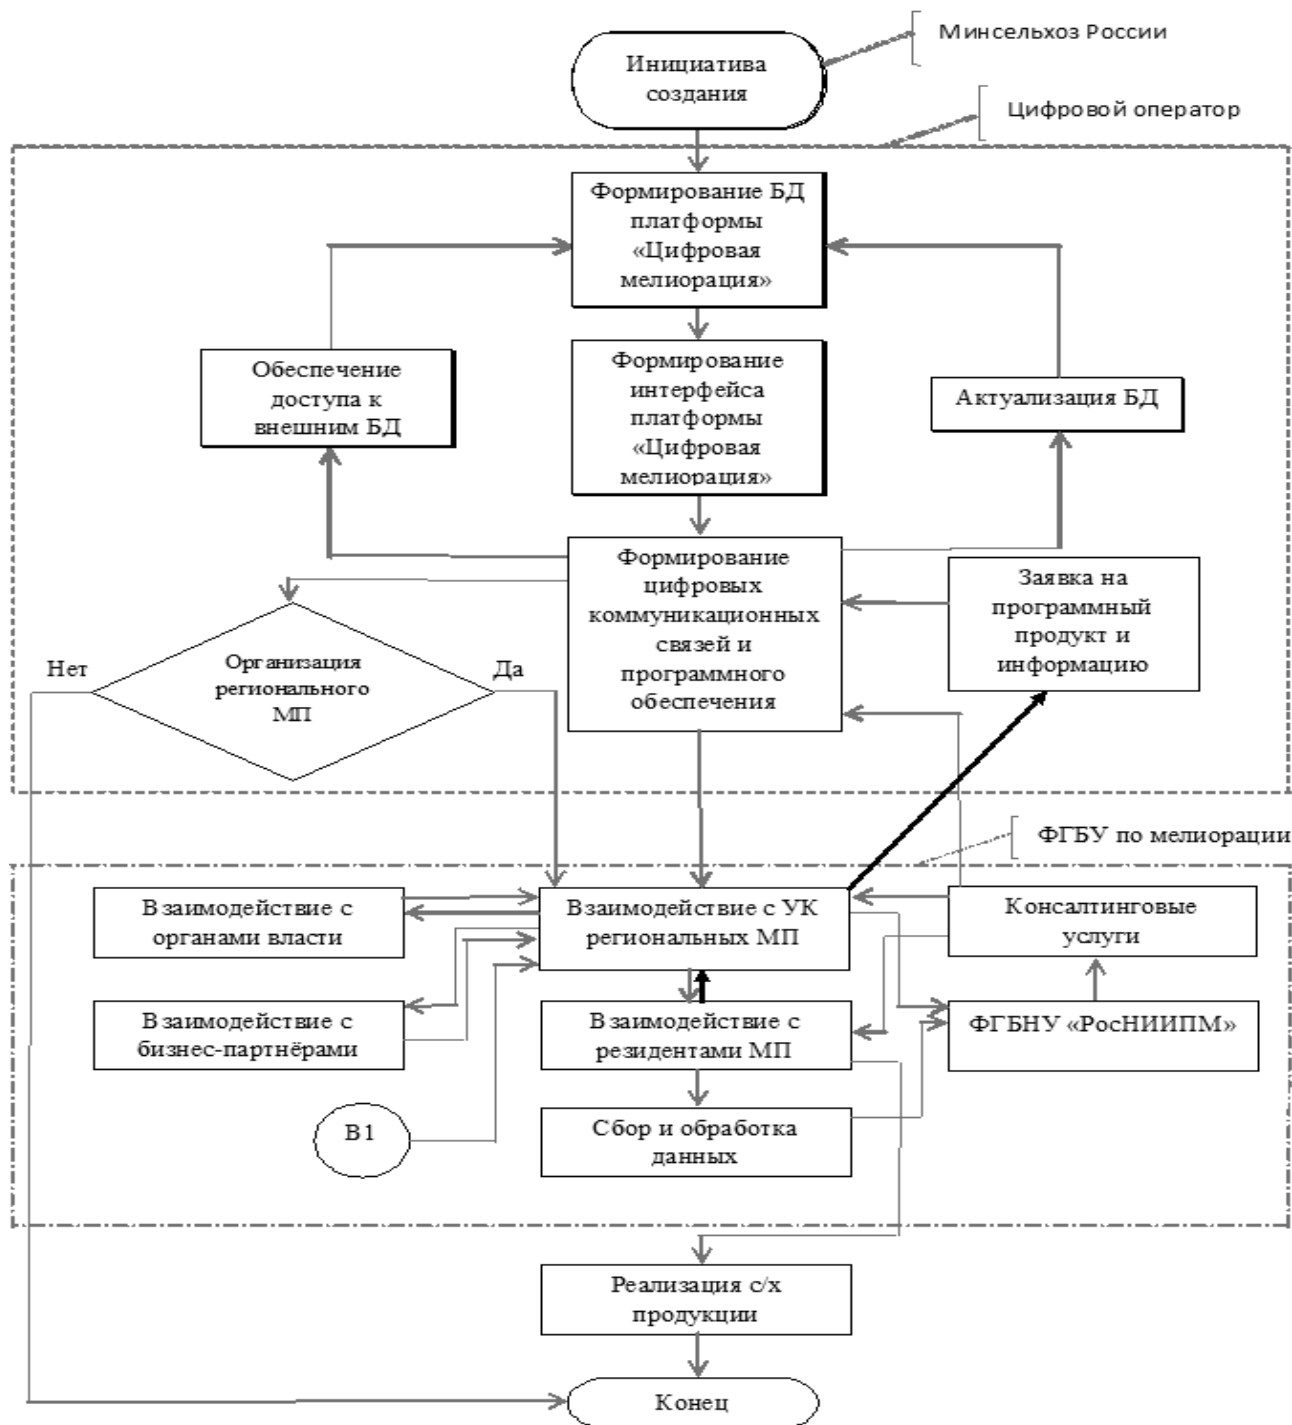 Минсельхоз России
Инициатива
создания
Цифровой оператор
Формирование БД
платформы
«Цифровая
мелиорация»
Обеспечение
доступа к
внешним БД
Формирование
интерфейса
платформы
«Цифровая
мелиорация»
Актуализация БД
Формирование
цифровых
коммуникационных
связей и
программного
обеспечения
Заявка на
программный
продукт и
информацию
Нет
Организация
регионального
МП
Да
ФГБУ по мелиорации
Взаимодействие с
органами власти
Взаимодействие с УК
региональных МП
Консалтинговые
услуги
Взаимодействие с
бизнес-партнёрами
Взаимодействие с
резидентами МП
ФГБНУ «РосНИИПМ»
В1
Сбор и обработка
данных
Реализация с/х
продукции
Конец